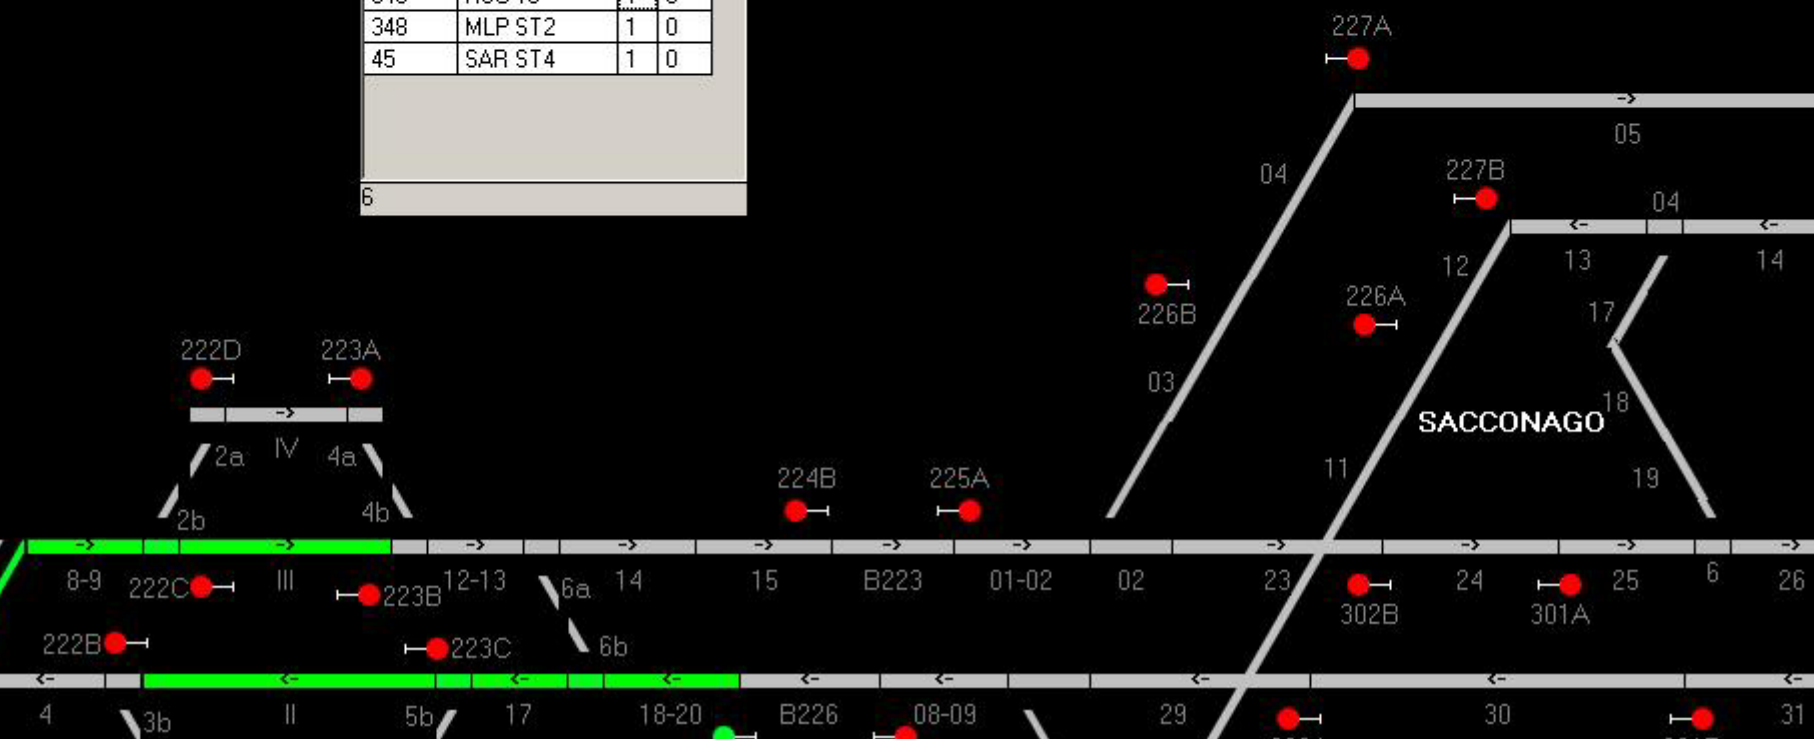 348 MLP ST2 1 0
45 SAR ST4 1 0
6
227A
05
04
227B
04
12
13
14
226A
226B
17
222D
223A
03
18
SACCONAGO
IV
2a
4a
11
19
224B
225A
2b
4b
8-9
222C
III
223B
12-13
6a
14
15
B223
01-02
02
23
302B
24
301A
25
6
26
222B
223C
6b
4
3b
II
5b
17
18-20
B226
08-09
29
30
31